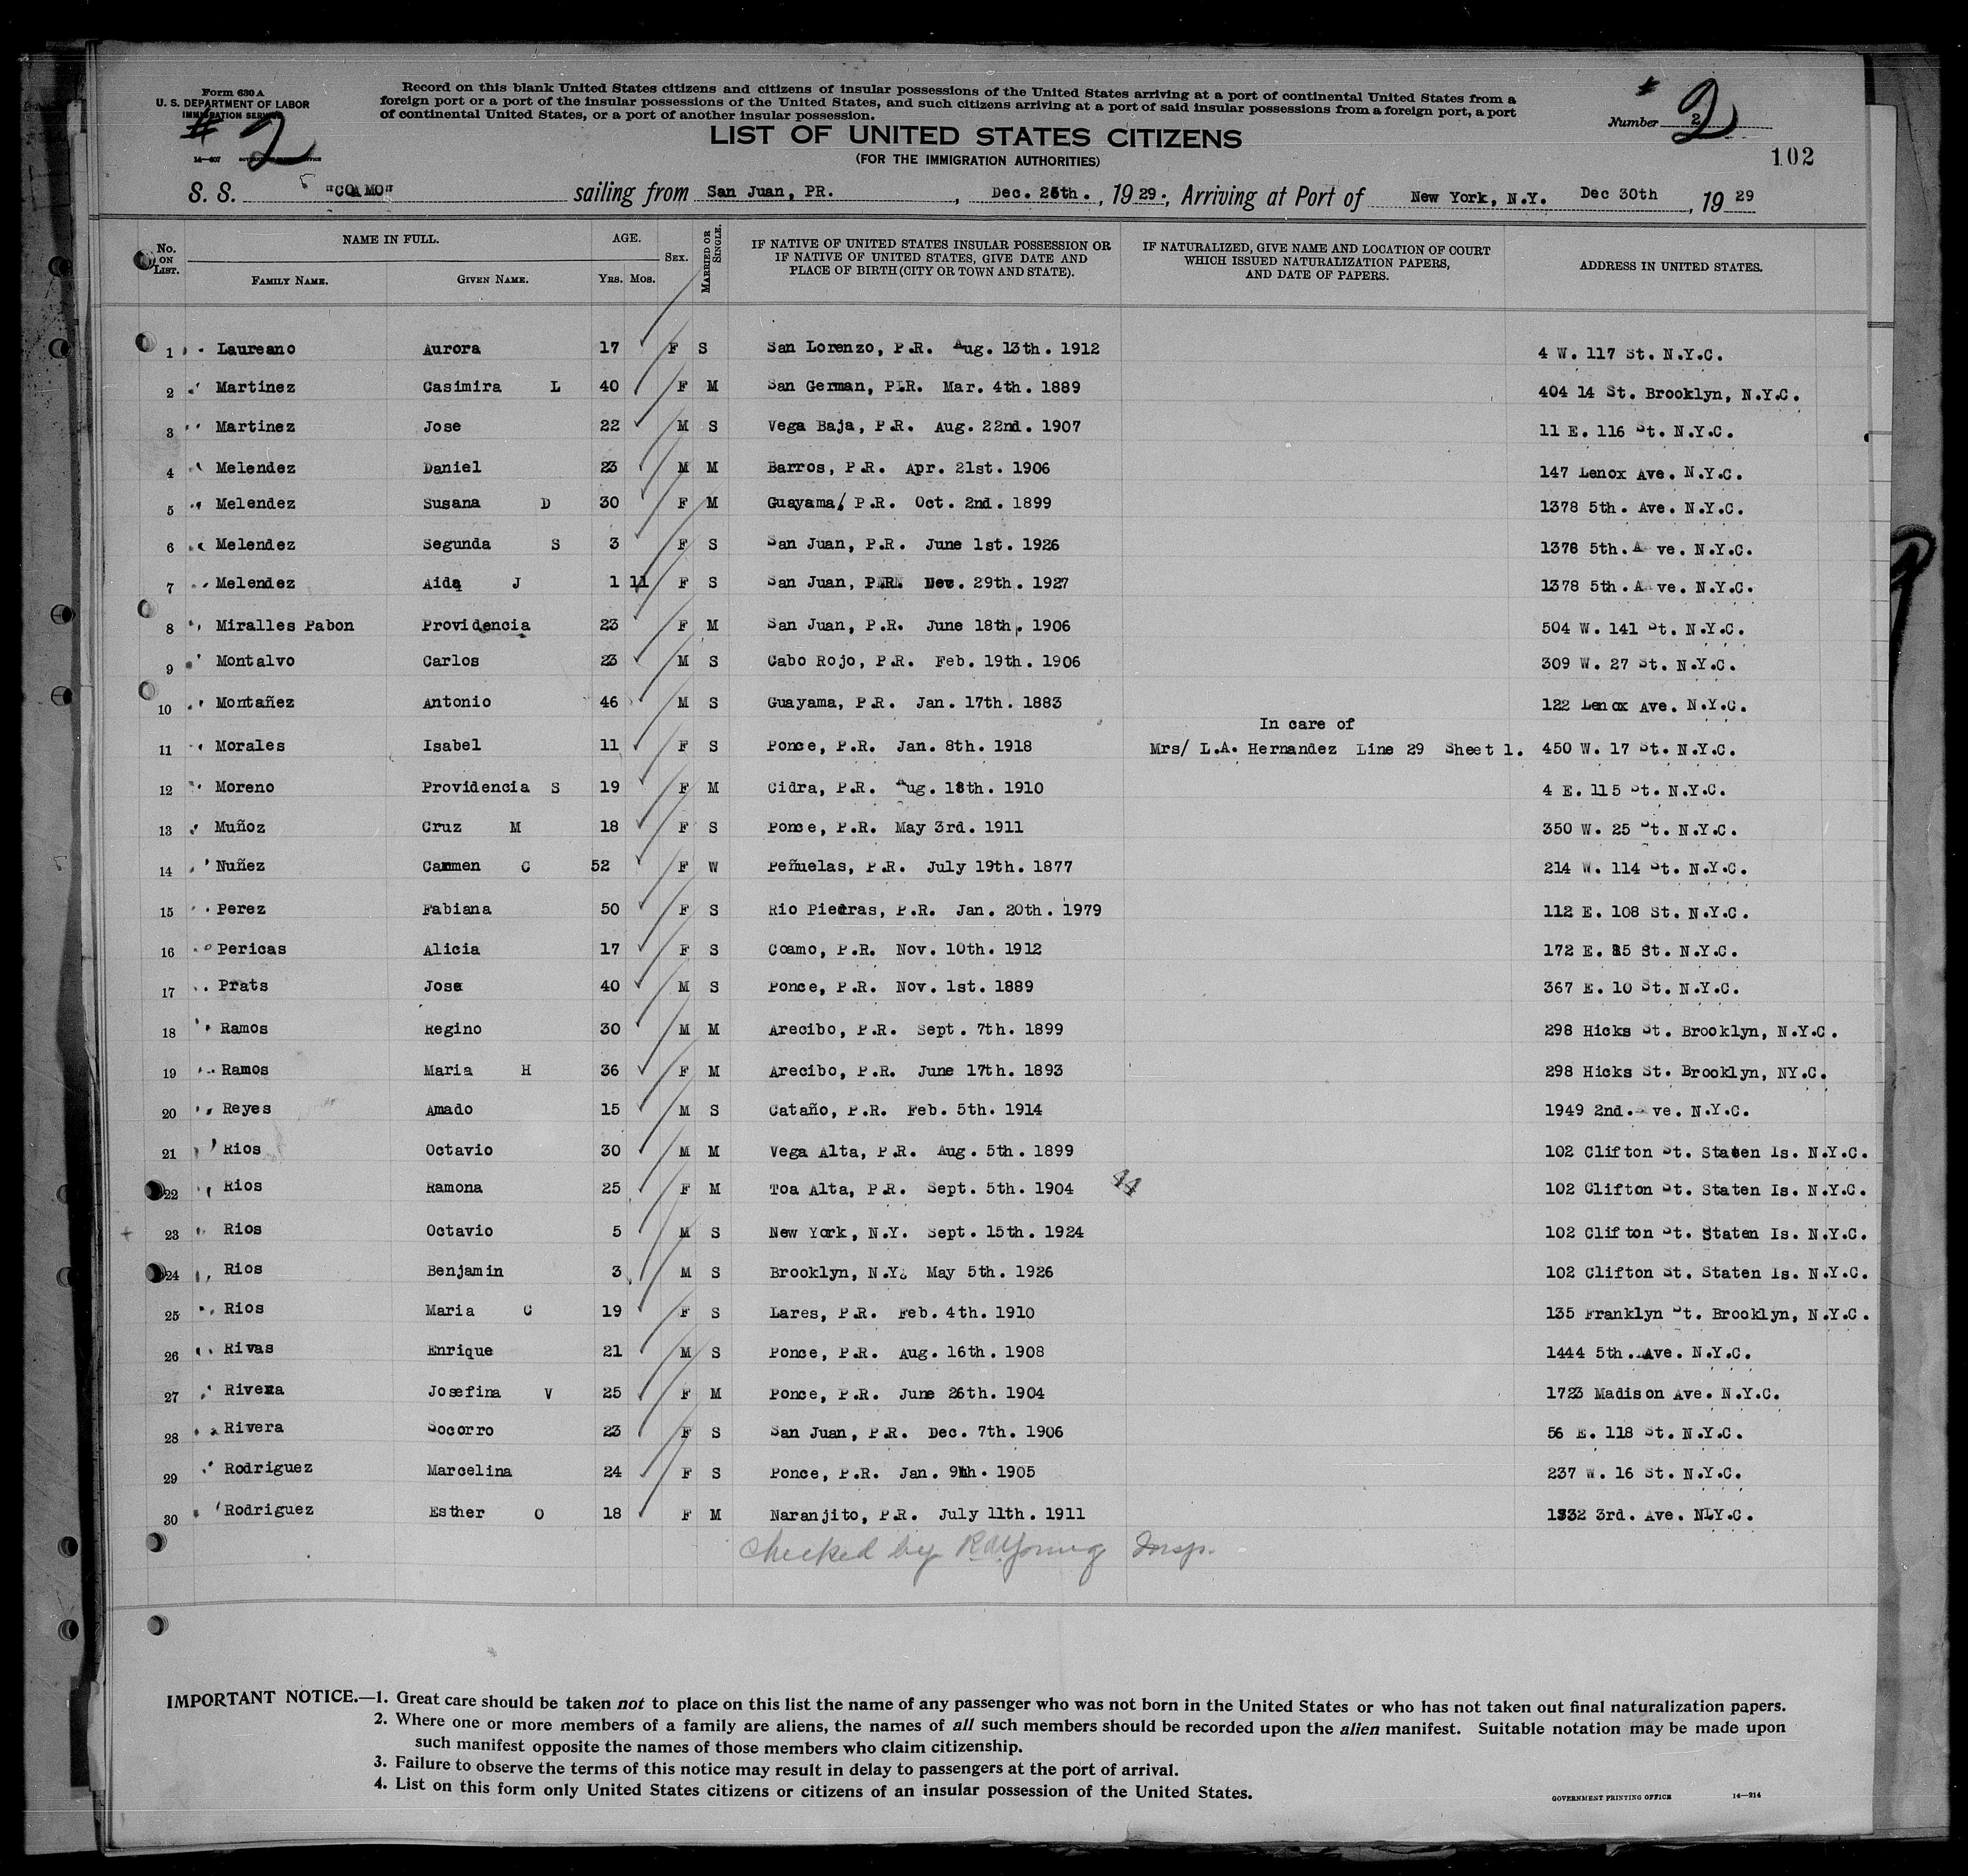 Form 630 A
U. S. DEPARTMENT OF LABOR
IMMIGRATION SERVICE
# 2
14—607
Record on this blank United States citizens and citizens of insular possessions of the United States arriving at a port of continental United States from a
foreign port or a port of the insular possessions of the United States, and such citizens arriving at a port of said insular possessions from a foreign port, a port
of continental United States, or a port of another insular possession.
LIST OF UNITED STATES CITIZENS
(FOR THE IMMIGRATION AUTHORITIES)
# 2
Number 2
102
S. S. "COAMO" sailing from San Juan, PR., Dec. 26th., 1929., Arriving at Port of New York, N.Y. Dec 30th, 1929
No. ON LIST. NAME IN FULL. FAMILY NAME. GIVEN NAME. AGE. YRS. MOS. SEX. MARRIED OR SINGLE. IF NATIVE OF UNITED STATES INSULAR POSSESSION OR IF NATIVE OF UNITED STATES, GIVE DATE AND PLACE OF BIRTH (CITY OR TOWN AND STATE). IF NATURALIZED, GIVE NAME AND LOCATION OF COURT WHICH ISSUED NATURALIZATION PAPERS, AND DATE OF PAPERS. ADDRESS IN UNITED STATES.
1 Laureano Aurora 17 F S San Lorenzo, P.R. Aug. 13th. 1912 4 W. 117 St. N.Y.C.
2 Martinez Casimira L 40 F M San German, P.R. Mar. 4th. 1889 404 14 St. Brooklyn, N.Y.C.
3 Martinez Jose 22 M S Vega Baja, P.R. Aug. 22nd. 1907 11 E. 116 St. N.Y.C.
4 Melendez Daniel 23 M M Barros, P.R. Apr. 21st. 1906 147 Lenox Ave. N.Y.C.
5 Melendez Susana D 30 F M Guayama, P.R. Oct. 2nd. 1899 1378 5th. Ave. N.Y.C.
6 Melendez Segunda S 3 F S San Juan, P.R. June 1st. 1926 1378 5th. A ve. N.Y.C.
7 Melendez Aida J 1 11 F S San Juan, P.R. Nov. 29th. 1927 1378 5th. A ve. N.Y.C.
8 Miralles Pabon Providencia 23 F M San Juan, P.R. June 18th. 1906 504 W. 141 St. N.Y.C.
9 Montalvo Carlos 23 M S Cabo Rojo, P.R. Feb. 19th. 1906 309 W. 27 St. N.Y.C.
10 Montañez Antonio 46 M S Guayama, P.R. Jan. 17th. 1883 122 Lenox Ave. N.Y.C.
In care of
11 Morales Isabel 11 F S Ponce, P.R. Jan. 8th. 1918 Mrs/ L.A. Hernandez Line 29 Sheet 1. 450 W. 17 St. N.Y.C.
12 Moreno Providencia S 19 F M Cidra, P.R. Aug. 18th. 1910 4 E. 115 St. N.Y.C.
13 Muñoz Cruz M 18 F S Ponce, P.R. May 3rd. 1911 350 W. 25 St. N.Y.C.
14 Nuñez Carmen C 52 F W Peñuelas, P.R. July 19th. 1877 214 W. 114 St. N.Y.C.
15 Perez Fabiana 50 F S Rio Piedras, P.R. Jan. 20th. 1979 112 E. 108 St. N.Y.C.
16 Pericas Alicia 17 F S Coamo, P.R. Nov. 10th. 1912 172 E. St. N.Y.C.
17 Prats Jose 40 M S Ponce, P.R. Nov. 1st. 1889 367 E. 10 St. N.Y.C.
18 Ramos Regino 30 M M Arecibo, P.R. Sept. 7th. 1899 298 Hicks St. Brooklyn, N.Y.C.
19 Ramos Maria H 36 F M Arecibo, P.R. June 17th. 1893 298 Hicks St. Brooklyn, NY.C.
20 Reyes Amado 15 M S Cataño, P.R. Feb. 5th. 1914 1949 2nd. A ve. N.Y.C.
21 Rios Octavio 30 M M Vega Alta, P.R. Aug. 5th. 1899 102 Clifton St. Staten Is. N.Y.C.
22 Rios Ramona 25 F M Toa Alta, P.R. Sept. 5th. 1904 102 Clifton St. Staten Is. N.Y.C.
23 Rios Octavio 5 M S New York, N.Y. Sept. 15th. 1924 102 Clifton St. Staten Is. N.Y.C.
24 Rios Benjamin 3 M S Brooklyn, N.Y. May 5th. 1926 102 Clifton St. Staten Is. N.Y.C.
25 Rios Maria C 19 F S Lares, P.R. Feb. 4th. 1910 135 Franklyn St. Brooklyn, N.Y.C.
26 Rivas Enrique 21 M S Ponce, P.R. Aug. 16th. 1908 1444 5th. Ave. N.Y.C.
27 Rivera Josefina V 25 F M Ponce, P.R. June 26th. 1904 1723 Madison Ave. N.Y.C.
28 Rivera Socorro 23 F S San Juan, P.R. Dec. 7th. 1906 56 E. 118 St. N.Y.C.
29 Rodriguez Marcelina 24 F S Ponce, P.R. Jan. 9th. 1905 237 W. 16 St. N.Y.C.
30 Rodriguez Esther O 18 F M Naranjito, P.R. July 11th. 1911 3rd. Ave. N.Y.C.
Checked by Young Insp.
IMPORTANT NOTICE.—1. Great care should be taken not to place on this list the name of any passenger who was not born in the United States or who has not taken out final naturalization papers.
2. Where one or more members of a family are aliens, the names of all such members should be recorded upon the alien manifest. Suitable notation may be made upon
such manifest opposite the names of those members who claim citizenship.
3. Failure to observe the terms of this notice may result in delay to passengers at the port of arrival.
4. List on this form only United States citizens or citizens of an insular possession of the United States.
GOVERNMENT PRINTING OFFICE 14—214